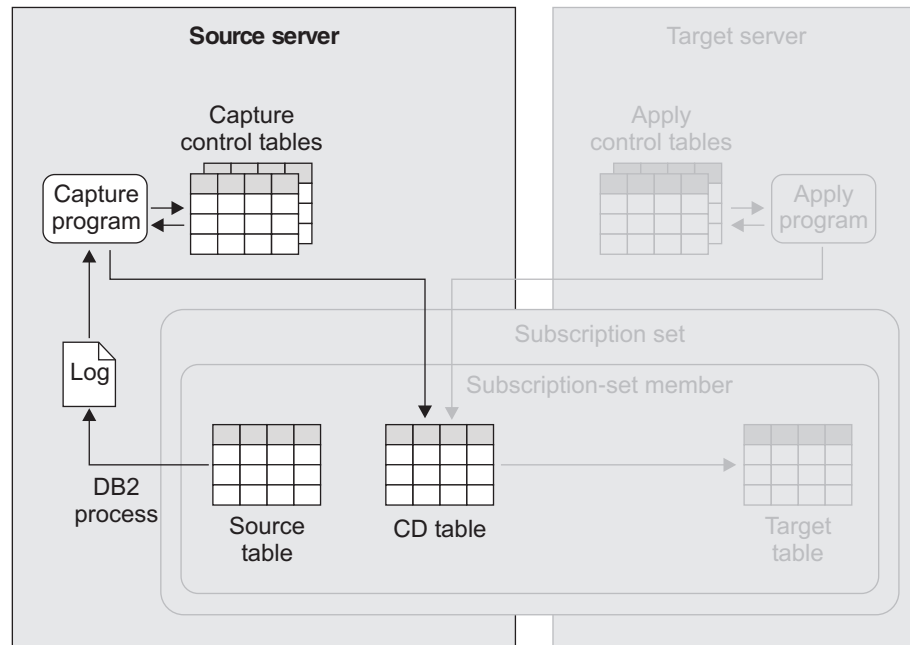 Source server
Target server
Capture
control tables
Apply
control tables
Capture
program
Apply
program
Subscription set
Log
Subscription-set member
DB2
process
Source
table
CD table
Target
table